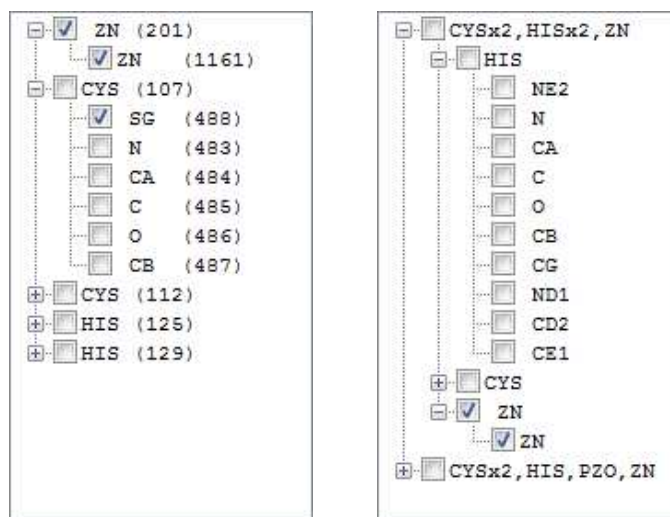 ZN (201)
ZN (1161)
CYS (107)
SG (488)
N (483)
CA (484)
C (485)
O (486)
CB (487)
CYS (112)
HIS (125)
HIS (129)
CYSx2,HISx2,ZN
HIS
NE2
N
CA
C
O
CB
CG
ND1
CD2
CE1
CYS
ZN
ZN
CYSx2,HIS,PZO,ZN